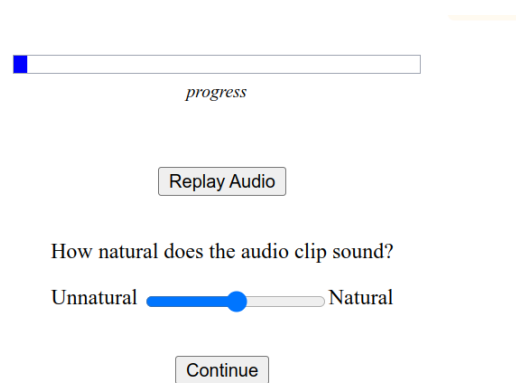 progress
Replay Audio
How natural does the audio clip sound?
Unnatural Natural
Continue